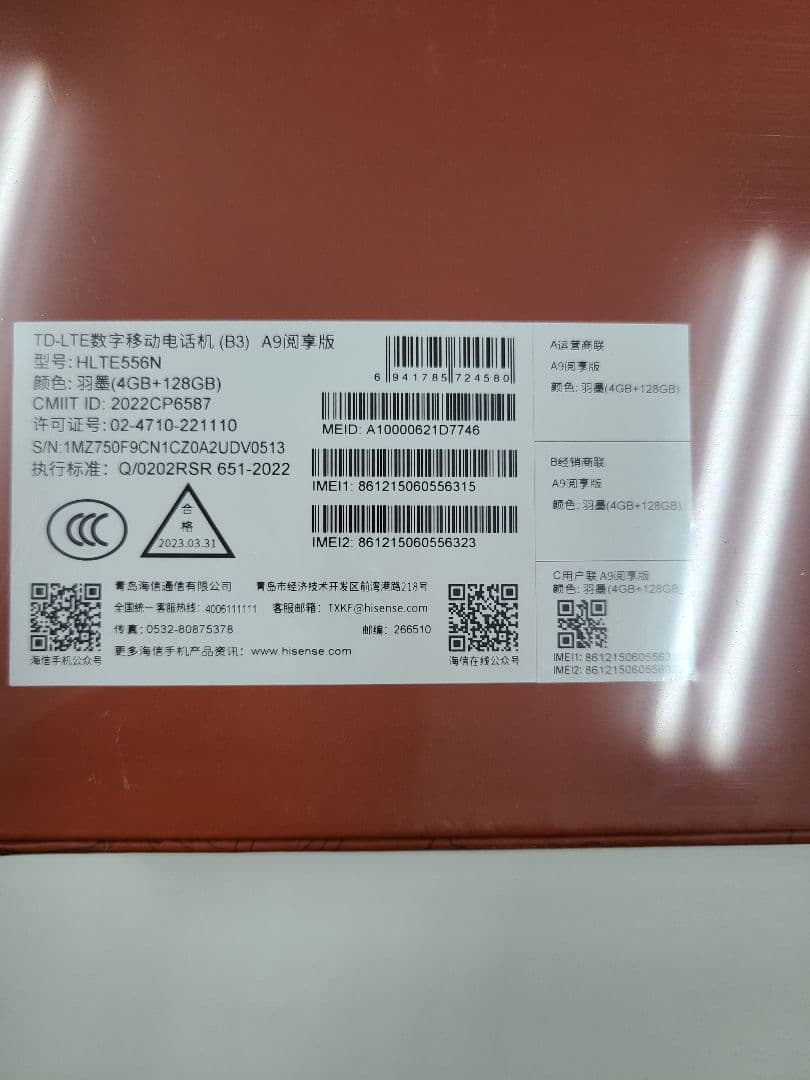 TD-LTE数字移动电话机 (B3) A9阅享版
型号: HLTE556N
颜色: 羽墨(4GB+128GB)
CMIIT ID: 2022CP6587
许可证号: 02-4710-221110
S/N:1MZ750F9CN1CZ0A2UDV0513
执行标准: Q/0202RSR 651-2022
合
格
2023.03.31
6 941785 724580
MEID: A10000621D7746
IMEI1: 861215060556315
IMEI2: 861215060556323
海信手机公众号
青岛海信通信有限公司 青岛市经济技术开发区前湾港路218号
全国统一客服热线: 4006111111 客服邮箱: TXKF@hisense.com
传真: 0532-80875378 邮编: 266510
更多海信手机产品资讯: www.hisense.com
海信在线公众号
A运营商联
A9阅享版
颜色: 羽墨(4GB+128GB)
B经销商联
A9阅享版
颜色: 羽墨(4GB+128GB)
C用户联 A9阅享版
颜色: 羽墨(4GB+128GB)
IMEI1:
IMEI2: